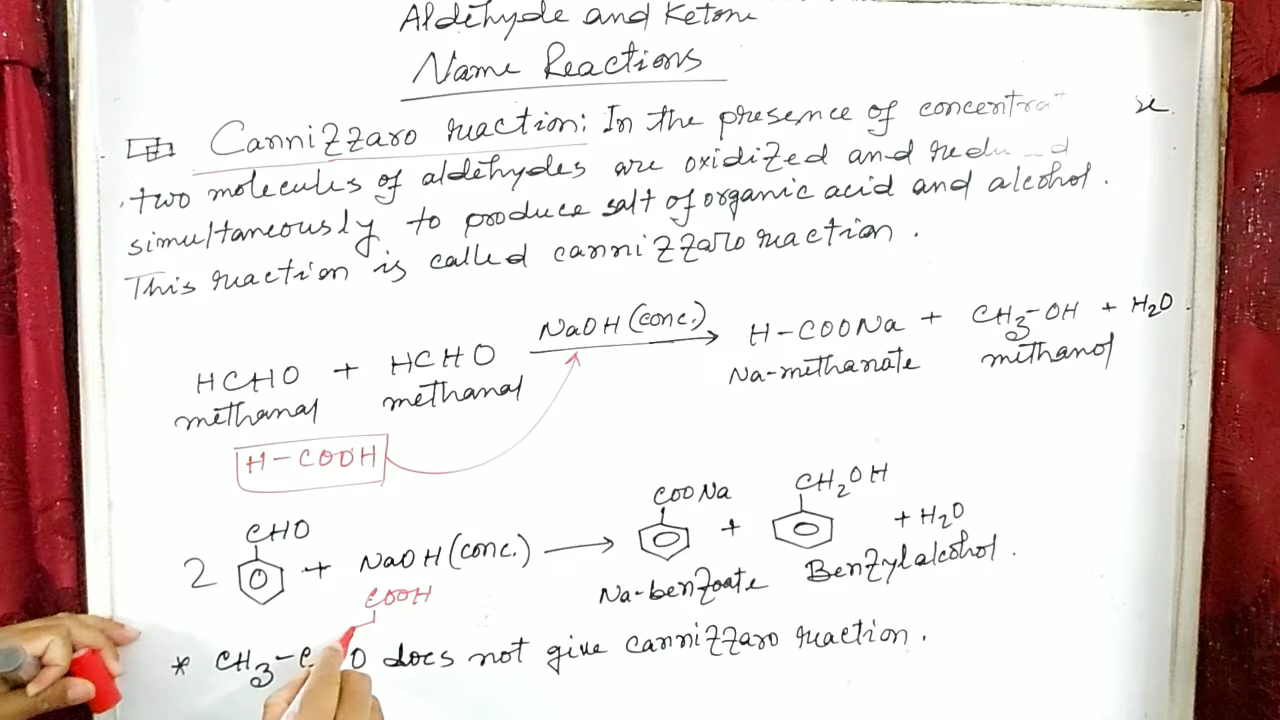 Aldehyde and Ketone
Name Reactions
Cannizzaro reaction: In the presence of
two molecules of aldehydes are oxidized and
simultaneously to produce salt of organic acid and alcohol.
This reaction is called cannizzaro reaction.
HCHO + HCHO NaOH (conc.) → H-COONa + CH3-OH + H2O
methanal methanal Na-methanate methanol
H-COOH
2 CHO + NaOH (conc.) → COONa + CH2OH + H2O
Na-benzoate Benzylalcohol.
COOH
* CH3-C O does not give cannizzaro reaction.